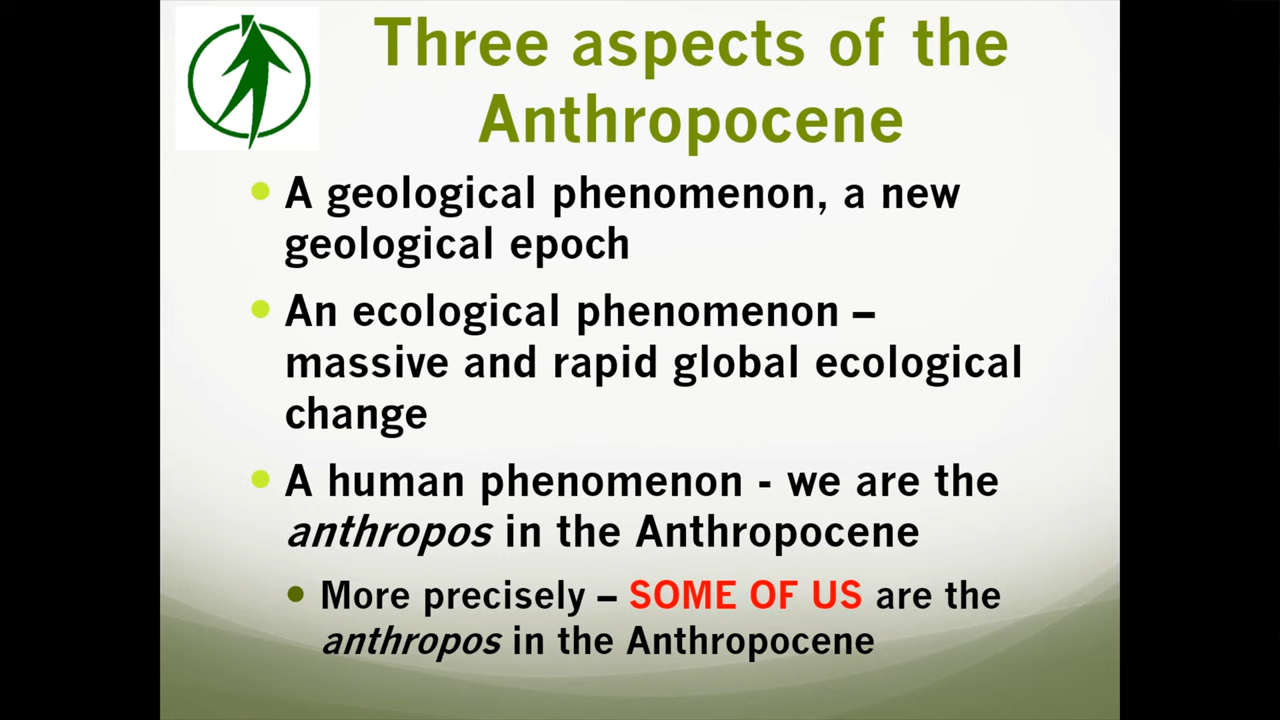 Three aspects of the
Anthropocene
A geological phenomenon, a new
geological epoch
An ecological phenomenon –
massive and rapid global ecological
change
A human phenomenon - we are the
anthropos in the Anthropocene
More precisely – SOME OF US are the
anthropos in the Anthropocene